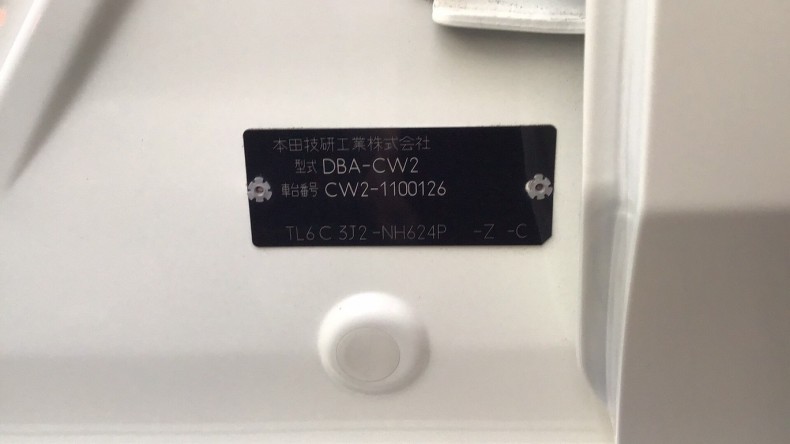 本田技研工業株式会社
型式 DBA-CW2
車台番号 CW2-1100126
TL6C 3J2-NH624P -Z -C